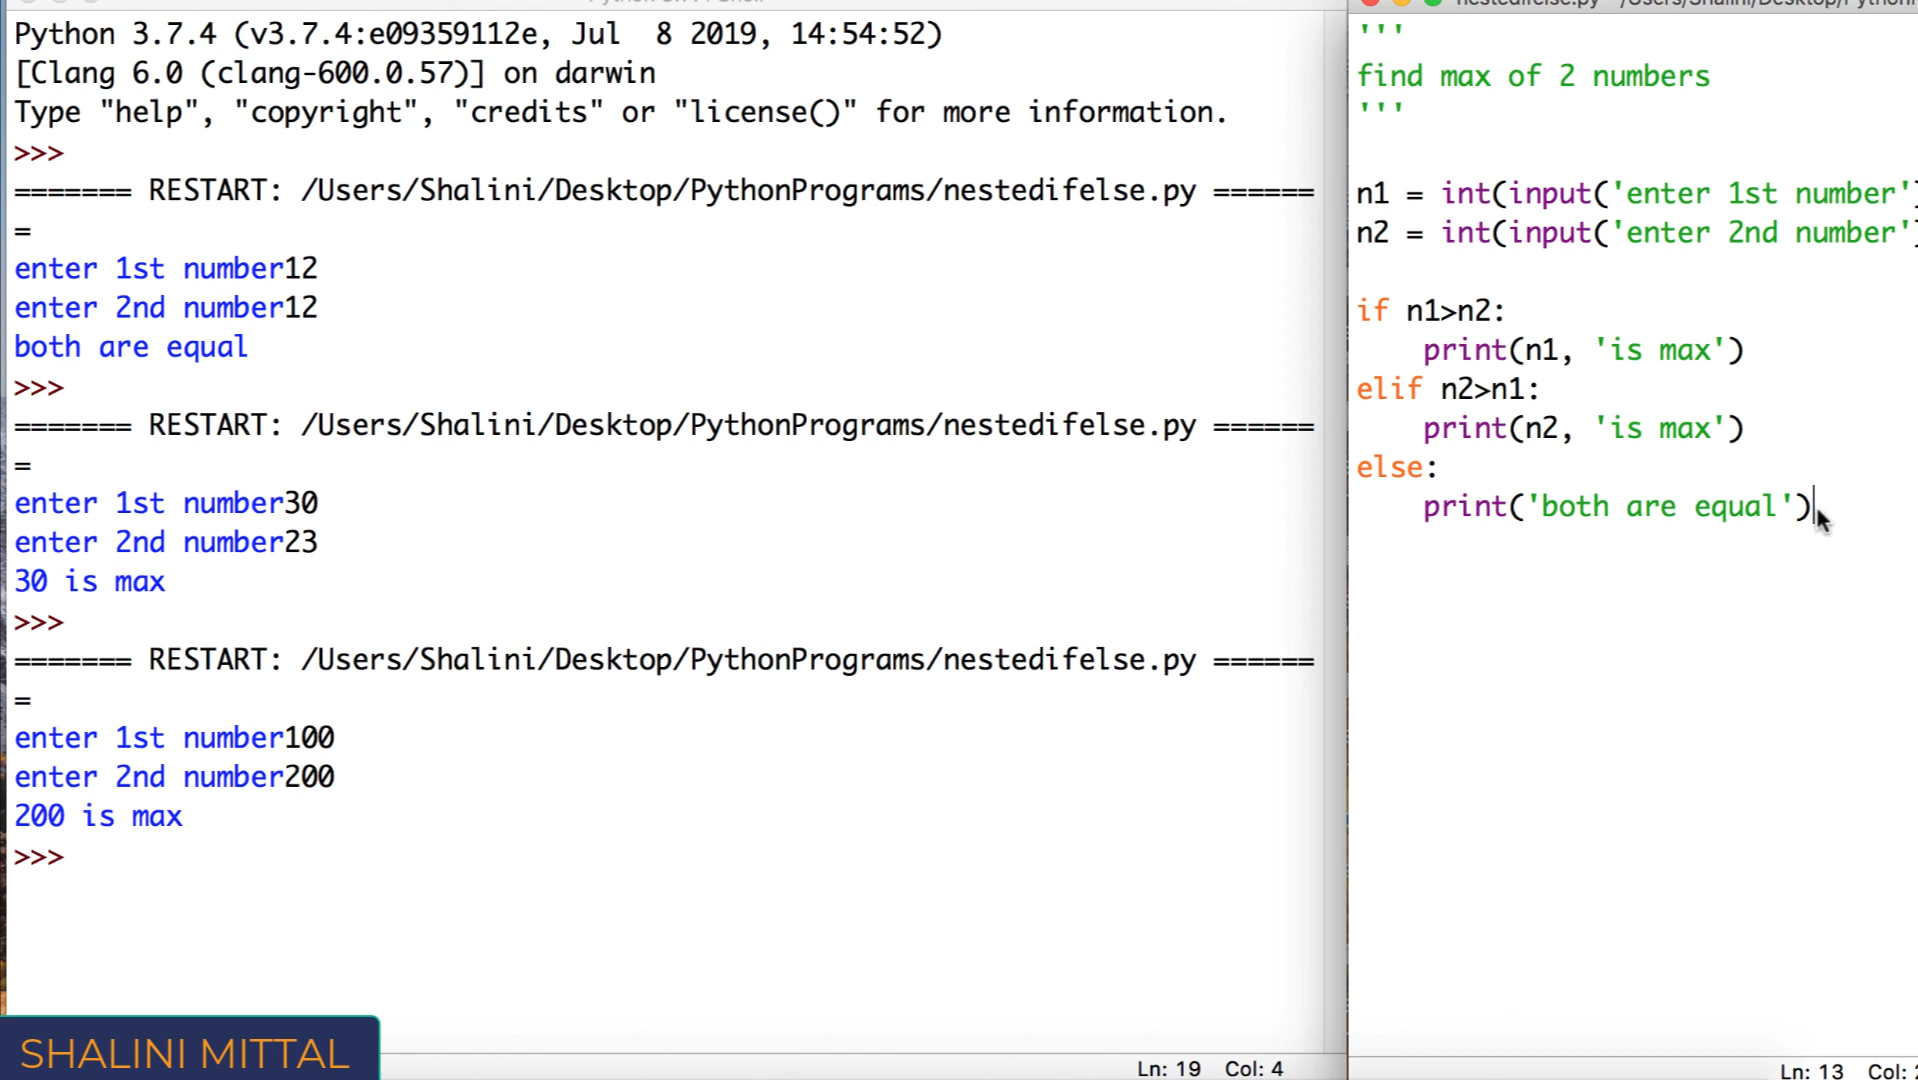 Python 3.7.4 (v3.7.4:e09359112e, Jul  8 2019, 14:54:52)
[Clang 6.0 (clang-600.0.57)] on darwin
Type "help", "copyright", "credits" or "license()" for more information.
>>>
======= RESTART: /Users/Shalini/Desktop/PythonPrograms/nestedifelse.py ======
=
enter 1st number12
enter 2nd number12
both are equal
>>>
======= RESTART: /Users/Shalini/Desktop/PythonPrograms/nestedifelse.py ======
=
enter 1st number30
enter 2nd number23
30 is max
>>>
======= RESTART: /Users/Shalini/Desktop/PythonPrograms/nestedifelse.py ======
=
enter 1st number100
enter 2nd number200
200 is max
>>>
Ln: 19 Col: 4
SHALINI MITTAL
nestedifelse.py
'''
find max of 2 numbers
'''
n1 = int(input('enter 1st number')
n2 = int(input('enter 2nd number')
if n1>n2:
    print(n1, 'is max')
elif n2>n1:
    print(n2, 'is max')
else:
    print('both are equal')
Ln: 13 Col: